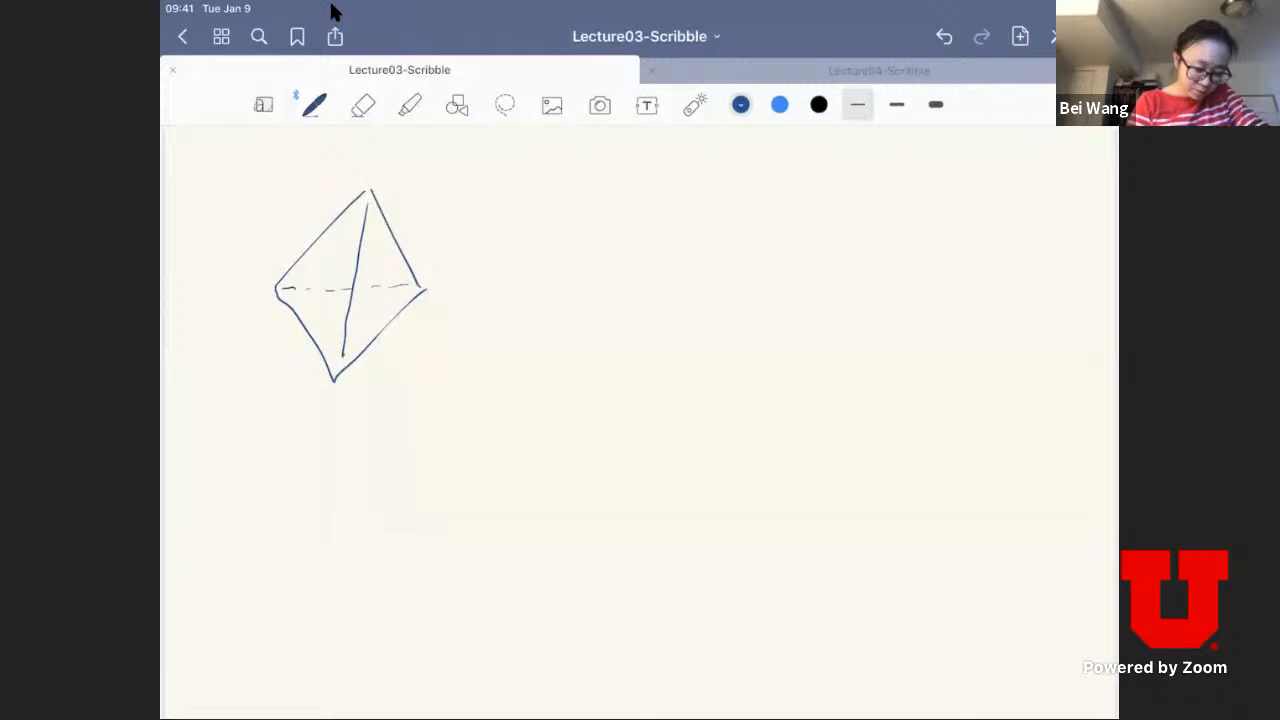 09:41 Tue Jan 9
Lecture03-Scribble
Lecture03-Scribble
Lecture04-Scribble
T
Bei Wang
U
Powered by Zoom